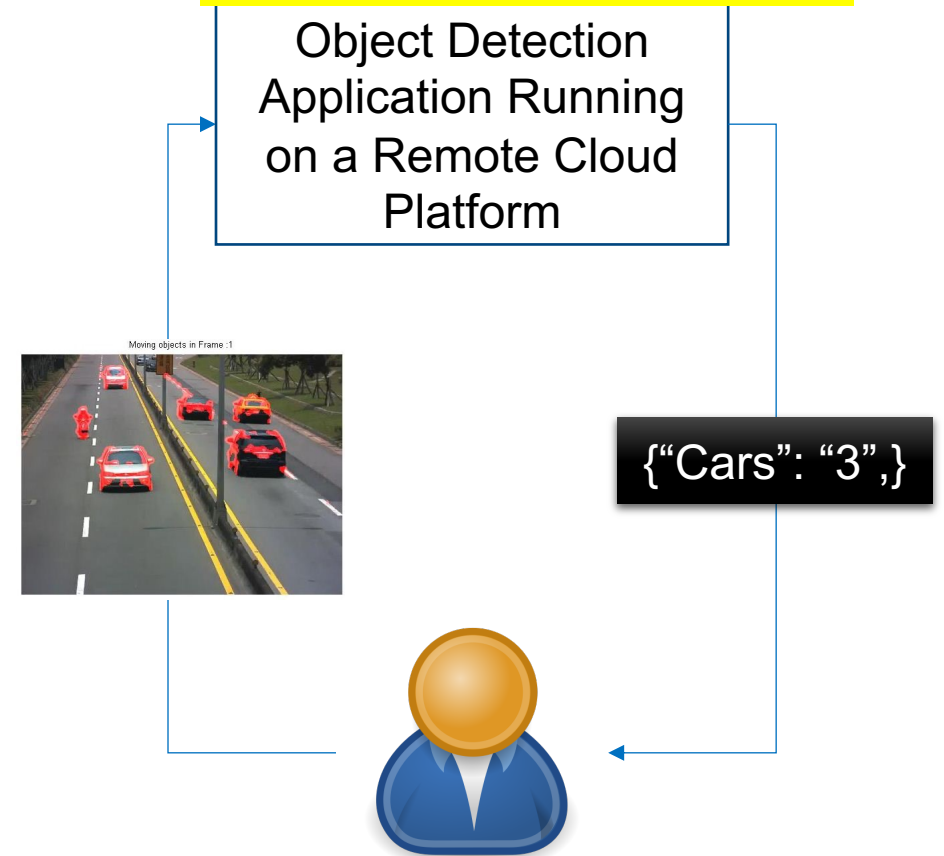 Object Detection
Application Running
on a Remote Cloud
Platform
Moving objects in Frame :1
{“Cars”: “3”,}